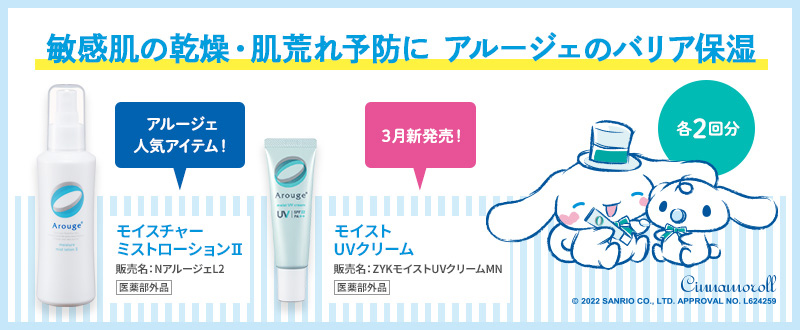 敏感肌の乾燥・肌荒れ予防に アルージェのバリア保湿
アルージェ
人気アイテム！
3月新発売！
各2回分
Arouge
Arouge
UV
モイスチャー
ミストローションⅡ
販売名：NアルージェL2
医薬部外品
モイスト
UVクリーム
販売名：ZYKモイストUVクリームMN
医薬部外品
Cinnamoroll
© 2022 SANRIO CO., LTD. APPROVAL NO. L624259